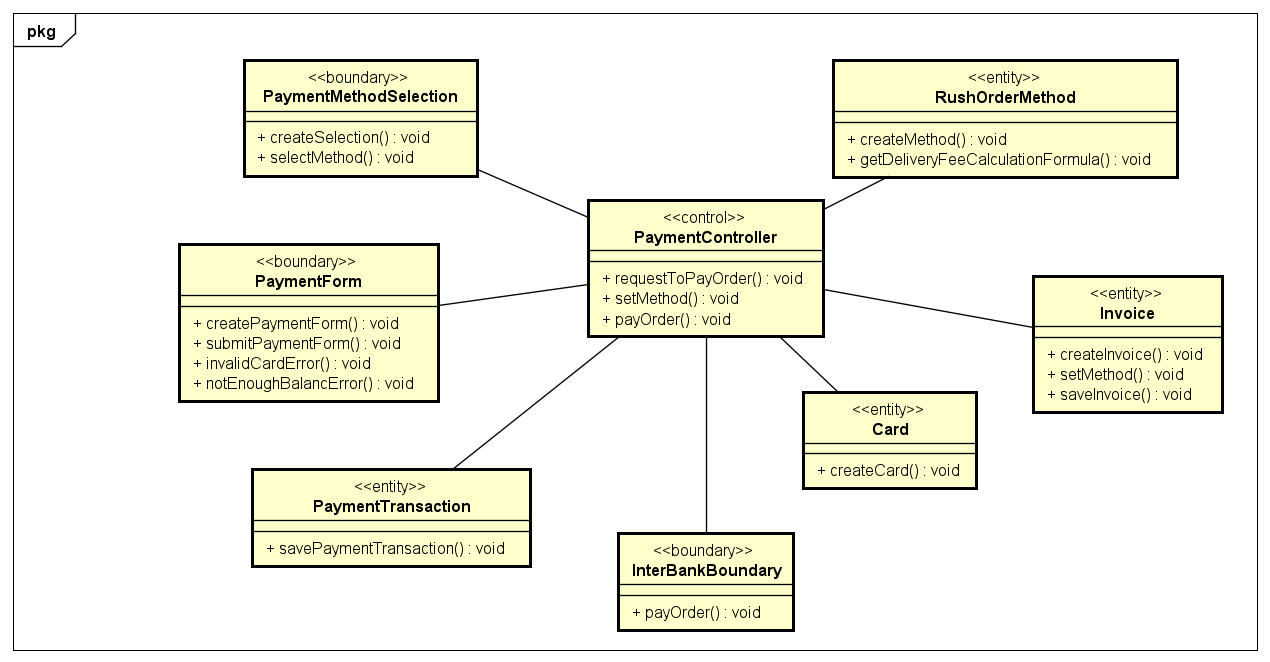 pkg
<<boundary>>
PaymentMethodSelection
+ createSelection() : void
+ selectMethod() : void
<<entity>>
RushOrderMethod
+ createMethod() : void
+ getDeliveryFeeCalculationFormula() : void
<<control>>
PaymentController
+ requestToPayOrder() : void
+ setMethod() : void
+ payOrder() : void
<<boundary>>
PaymentForm
+ createPaymentForm() : void
+ submitPaymentForm() : void
+ invalidCardError() : void
+ notEnoughBalancError() : void
<<entity>>
Invoice
+ createInvoice() : void
+ setMethod() : void
+ saveInvoice() : void
<<entity>>
Card
+ createCard() : void
<<entity>>
PaymentTransaction
+ savePaymentTransaction() : void
<<boundary>>
InterBankBoundary
+ payOrder() : void